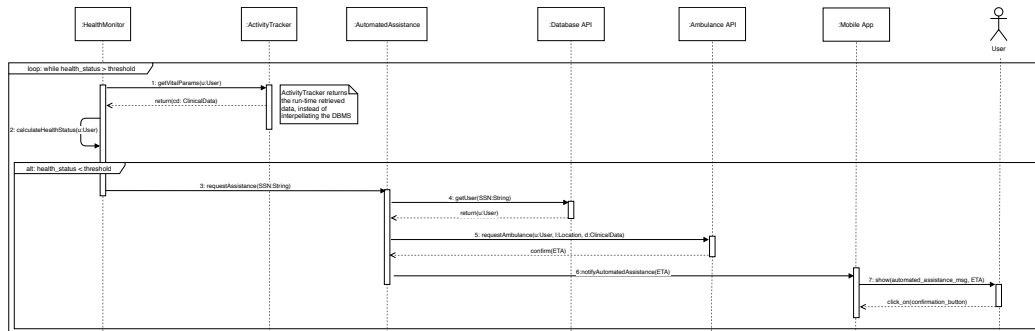 :HealthMonitor
:ActivityTracker
:AutomatedAssistance
:Database API
:Ambulance API
:Mobile App
User
loop: while health_status > threshold
1: getVitalParams(u:User)
ActivityTracker returns
the run-time retrieved
data, instead of
interpellating the DBMS
return(cd: ClinicalData)
2: calculateHealthStatus(u:User)
alt: health_status < threshold
3: requestAssistance(SSN:String)
4: getUser(SSN:String)
return(u:User)
5: requestAmbulance(u:User, l:Location, d:ClinicalData)
confirm(ETA)
6:notifyAutomatedAssistance(ETA)
7: show(automated_assistance_msg, ETA)
click_on(confirmation_button)